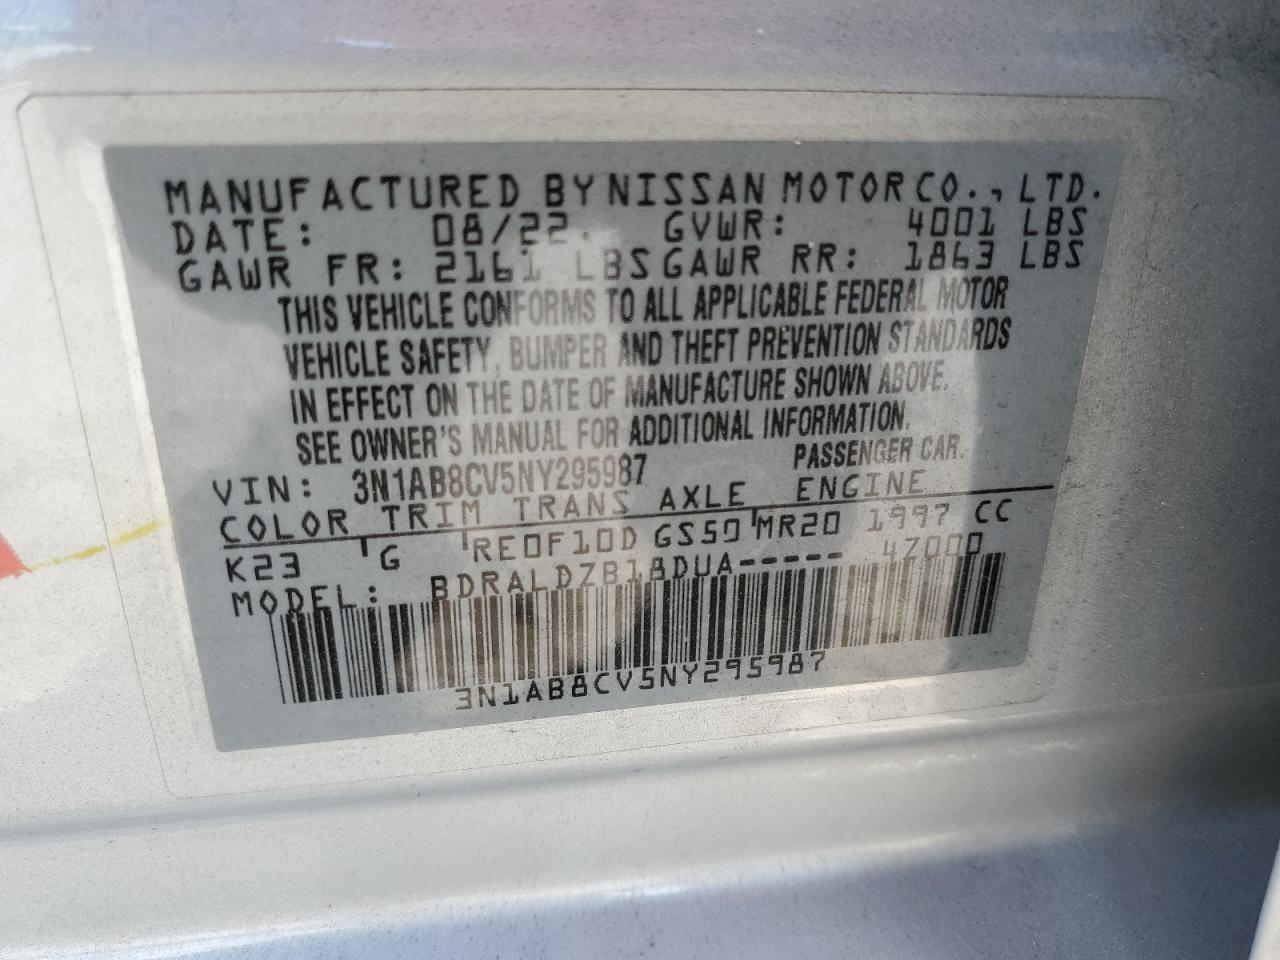 MANUFACTURED BY NISSAN MOTOR CO., LTD.
DATE: 08/22. GVWR: 4001 LBS
GAWR FR: 2161 LBS GAWR RR: 1863 LBS
THIS VEHICLE CONFORMS TO ALL APPLICABLE FEDERAL MOTOR
VEHICLE SAFETY, BUMPER AND THEFT PREVENTION STANDARDS
IN EFFECT ON THE DATE OF MANUFACTURE SHOWN ABOVE.
SEE OWNER'S MANUAL FOR ADDITIONAL INFORMATION.
VIN: 3N1AB8CV5NY295987 PASSENGER CAR.
COLOR TRIM TRANS AXLE ENGINE
K23 G RE0F10D GS50 MR20 1997 CC
MODEL: BDRALDZB18DUA----- 47000
3N1AB8CV5NY295987